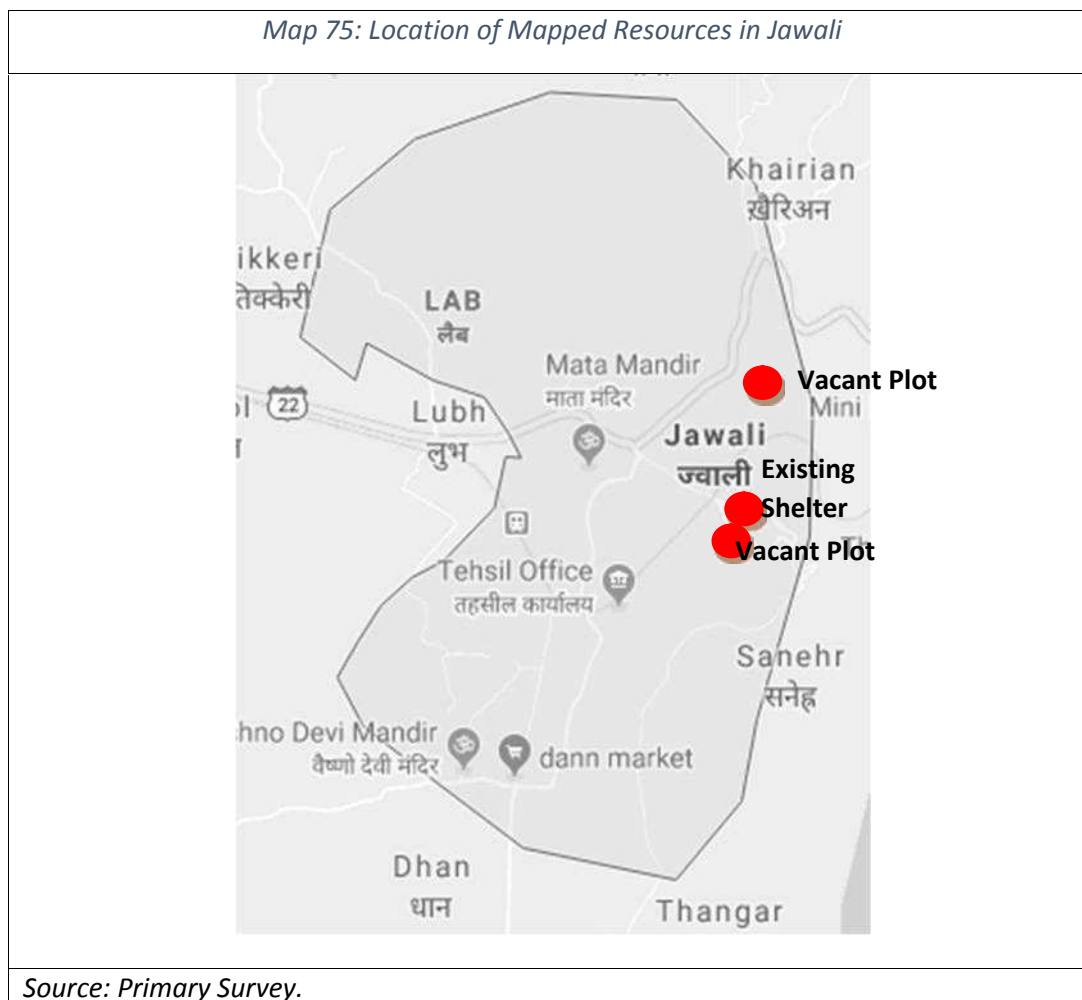 Map 75: Location of Mapped Resources in Jawali
Khairian
ख़ैरिअन
ikkeri
तिक्केरी
LAB
लैब
Mata Mandir
माता मंदिर
Vacant Plot
Mini
22
Lubh
लुभ
Jawali
ज्वाली
Existing
Shelter
Vacant Plot
Th
Tehsil Office
तहसील कार्यालय
Sanehr
सनेह्र
hno Devi Mandir
वैष्णो देवी मंदिर
dann market
Dhan
धान
Thangar
Source: Primary Survey.